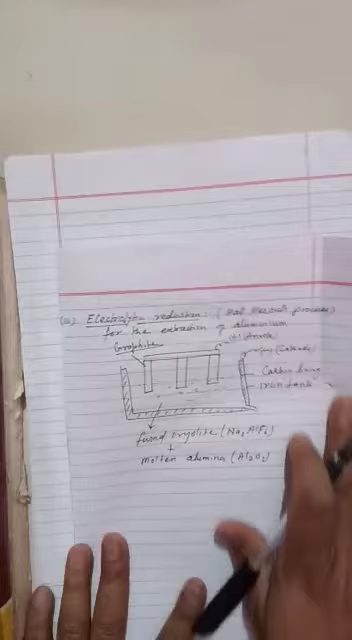 (iii) Electrolytic reduction: (Hall Heroult process)
for the extraction of aluminium
Graphite
(+) Anode
(-) Cathode
Carbon lining
iron tank
fused cryolite (Na3AlF6)
+
molten alumina (Al2O3)